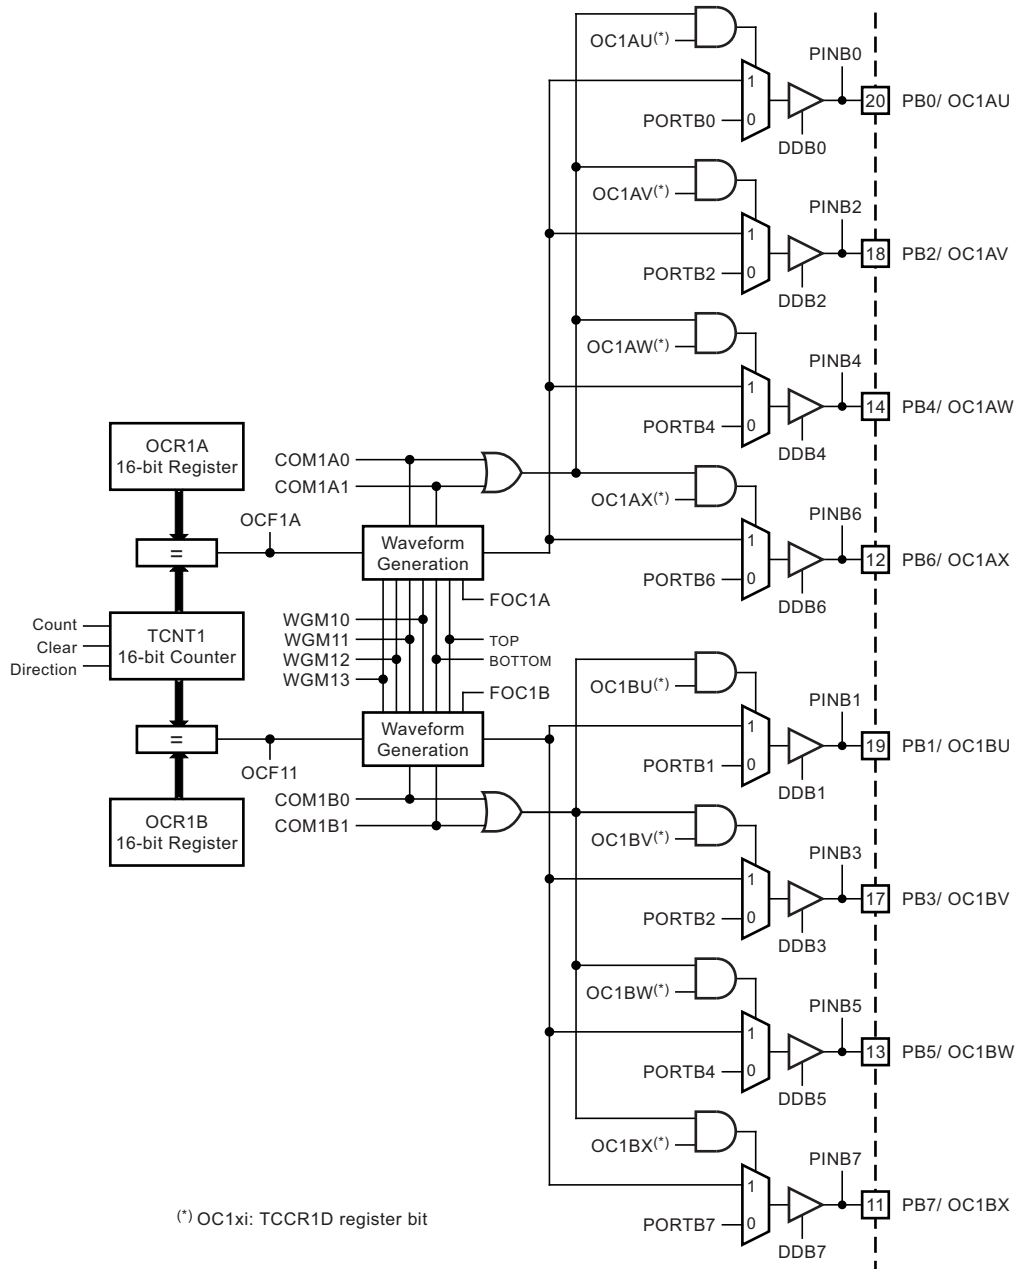 OC1AU(*)
PINB0
1
20
PB0/ OC1AU
PORTB0
0
DDB0
OC1AV(*)
PINB2
1
18
PB2/ OC1AV
PORTB2
0
DDB2
OC1AW(*)
PINB4
1
14
PB4/ OC1AW
PORTB4
0
DDB4
OCR1A
16-bit Register
COM1A0
COM1A1
OC1AX(*)
OCF1A
PINB6
=
Waveform
Generation
1
12
PB6/ OC1AX
PORTB6
0
DDB6
FOC1A
Count
Clear
Direction
TCNT1
16-bit Counter
WGM10
WGM11
WGM12
WGM13
TOP
BOTTOM
FOC1B
OC1BU(*)
PINB1
=
Waveform
Generation
1
19
PB1/ OC1BU
OCF11
PORTB1
0
DDB1
COM1B0
COM1B1
OCR1B
16-bit Register
OC1BV(*)
PINB3
1
17
PB3/ OC1BV
PORTB2
0
DDB3
OC1BW(*)
PINB5
1
13
PB5/ OC1BW
PORTB4
0
DDB5
OC1BX(*)
PINB7
1
11
PB7/ OC1BX
PORTB7
0
DDB7
(*) OC1xi: TCCR1D register bit